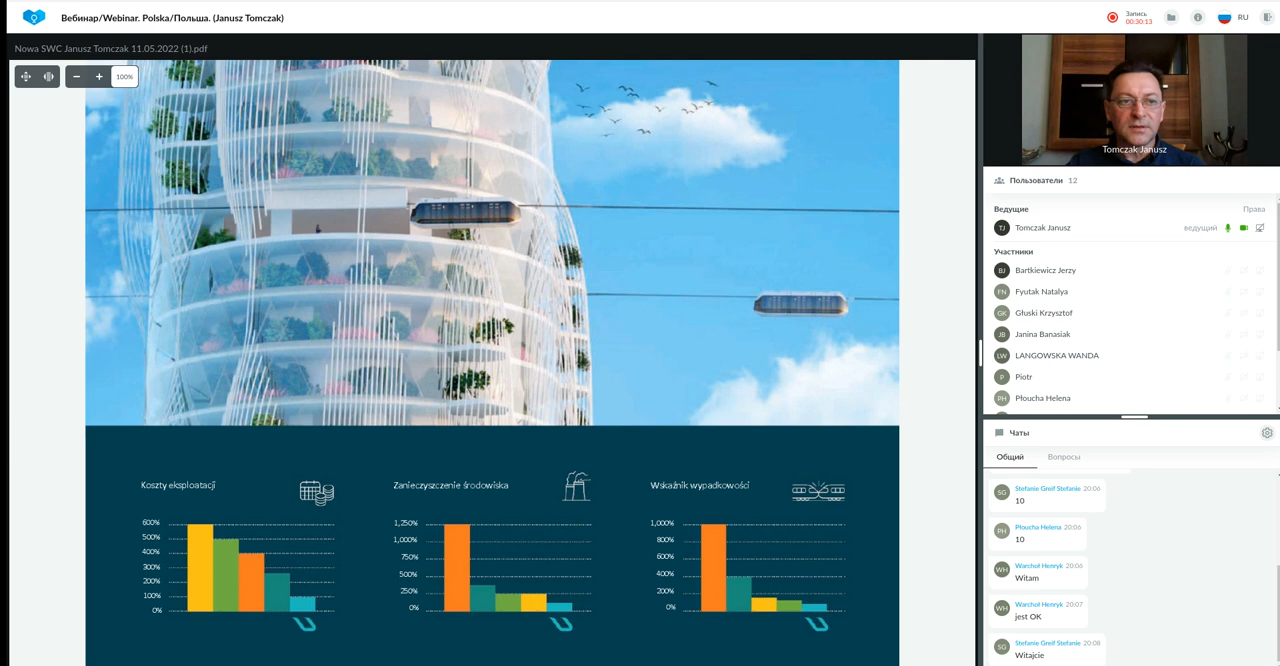 Вебинар/Webinar. Polska/Польша. (Janusz Tomczak)
Запись
00:30:13
RU
Nowa SWC Janusz Tomczak 11.05.2022 (1).pdf
100%
Tomczak Janusz
Пользователи 12
Ведущие Права
TJ Tomczak Janusz ведущий
Участники
BJ Bartkiewicz Jerzy
FN Fyutak Natalya
GK Głuski Krzysztof
JB Janina Banasiak
LW LANGOWSKA WANDA
P Piotr
PH Płoucha Helena
Чаты
Общий Вопросы
SG Stefanie Greif Stefanie 20:06
10
PH Płoucha Helena 20:06
10
WH Warchoł Henryk 20:06
Witam
WH Warchoł Henryk 20:07
jest OK
SG Stefanie Greif Stefanie 20:08
Witajcie
Koszty eksploatacji
600%
500%
400%
300%
200%
100%
0%
Zanieczyszczenie środowiska
1,250%
1,000%
750%
500%
250%
0%
Wskaźnik wypadkowości
1,000%
800%
600%
400%
200%
0%